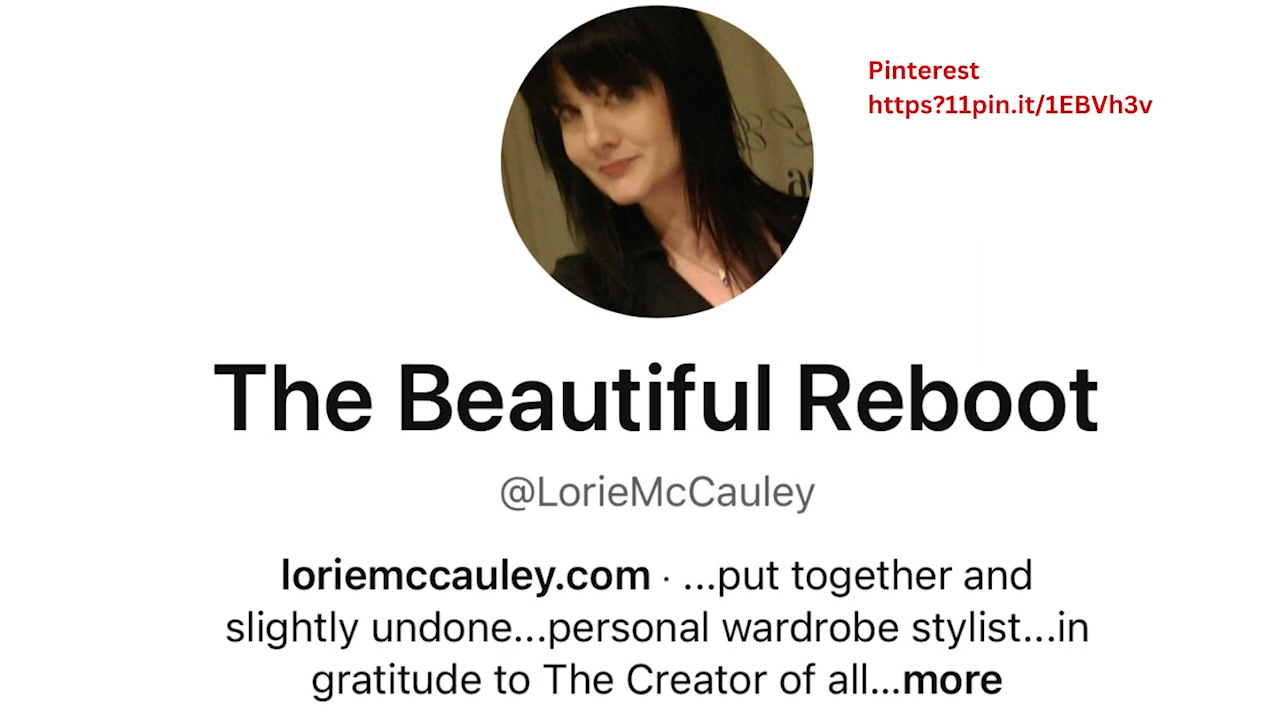 Pinterest
https?11pin.it/1EBVh3v
The Beautiful Reboot
@LorieMcCauley
loriemccauley.com · ...put together and
slightly undone...personal wardrobe stylist...in
gratitude to The Creator of all...more